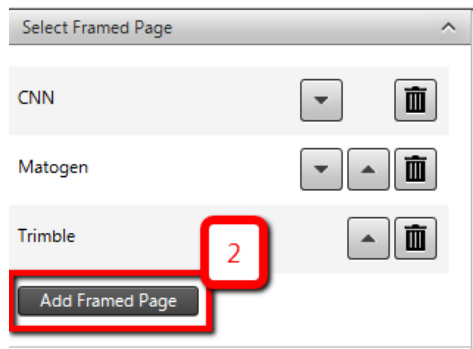 Select Framed Page
CNN
Matogen
Trimble
2
Add Framed Page